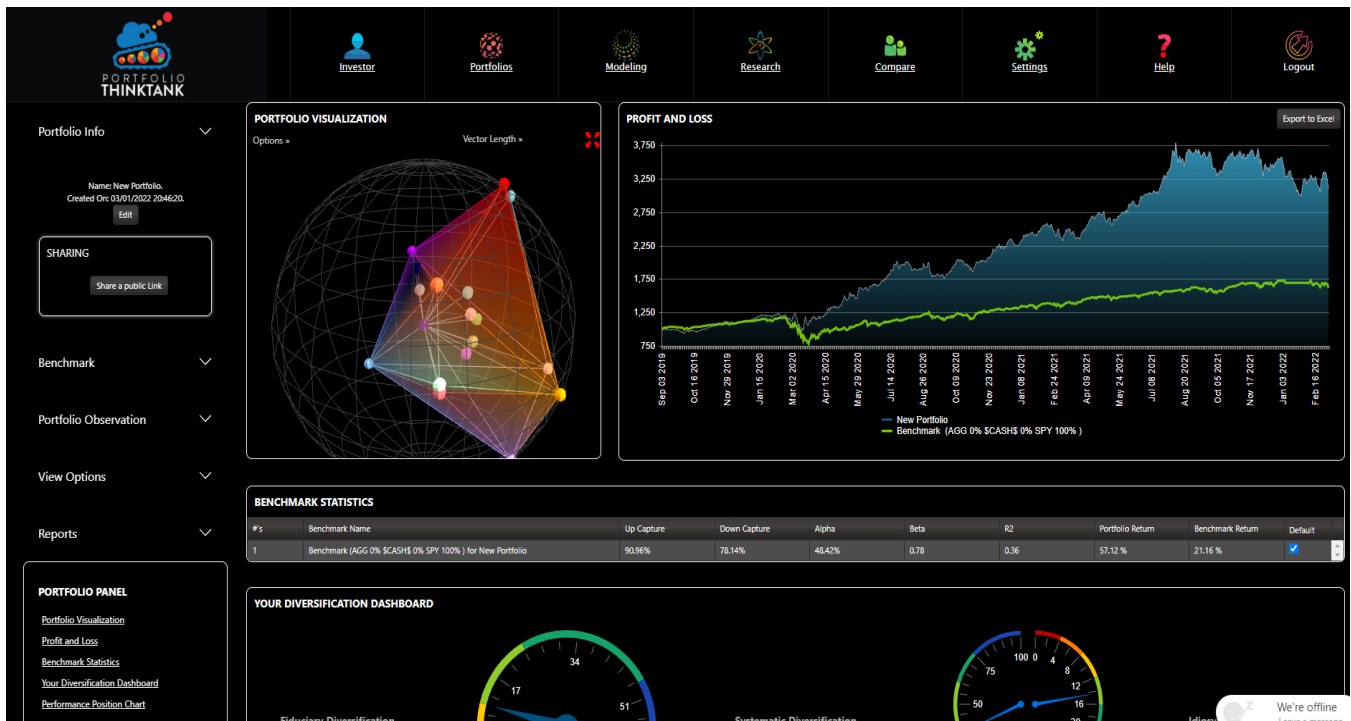 PORTFOLIO
THINKTANK
Investor
Portfolios
Modeling
Research
Compare
Settings
Help
Logout
Portfolio Info
Name: New Portfolio.
Created On: 03/01/2022 20:46:20.
Edit
SHARING
Share a public Link
Benchmark
Portfolio Observation
View Options
Reports
PORTFOLIO PANEL
Portfolio Visualization
Profit and Loss
Benchmark Statistics
Your Diversification Dashboard
Performance Position Chart
PORTFOLIO VISUALIZATION
Options »
Vector Length »
PROFIT AND LOSS
Export to Excel
3,750
3,250
2,750
2,250
1,750
1,250
750
Sep 03 2019
Oct 16 2019
Nov 29 2019
Jan 15 2020
Mar 02 2020
Apr 15 2020
May 29 2020
Jul 14 2020
Aug 26 2020
Oct 09 2020
Nov 23 2020
Jan 08 2021
Feb 24 2021
Apr 09 2021
May 24 2021
Jul 08 2021
Aug 20 2021
Oct 05 2021
Nov 17 2021
Jan 03 2022
Feb 16 2022
New Portfolio
Benchmark (AGG 0% $CASH$ 0% SPY 100% )
BENCHMARK STATISTICS
#'s Benchmark Name Up Capture Down Capture Alpha Beta R2 Portfolio Return Benchmark Return Default
1 Benchmark (AGG 0% $CASH$ 0% SPY 100% ) for New Portfolio 90.96% 78.14% 48.42% 0.78 0.36 57.12 % 21.16 %
YOUR DIVERSIFICATION DASHBOARD
17
34
51
Fiduciary Diversification
50
75
100 0
4
8
12
16
20
Systematic Diversification
We're offline
Leave a message